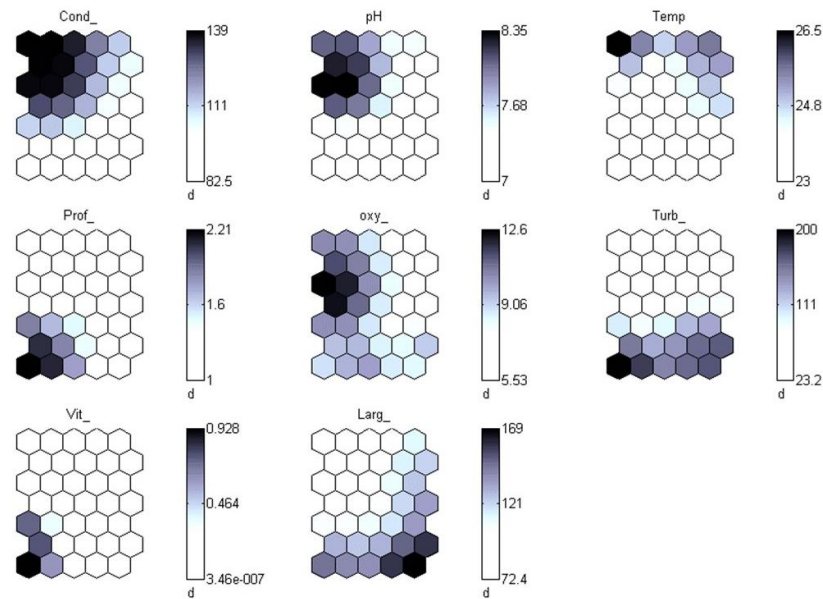 Cond_
139
111
82.5
d
pH
8.35
7.68
7
d
Temp
26.5
24.8
23
d
Prof_
2.21
1.6
1
d
oxy_
12.6
9.06
5.53
d
Turb_
200
111
23.2
d
Vit_
0.928
0.464
3.46e-007
d
Larg_
169
121
72.4
d